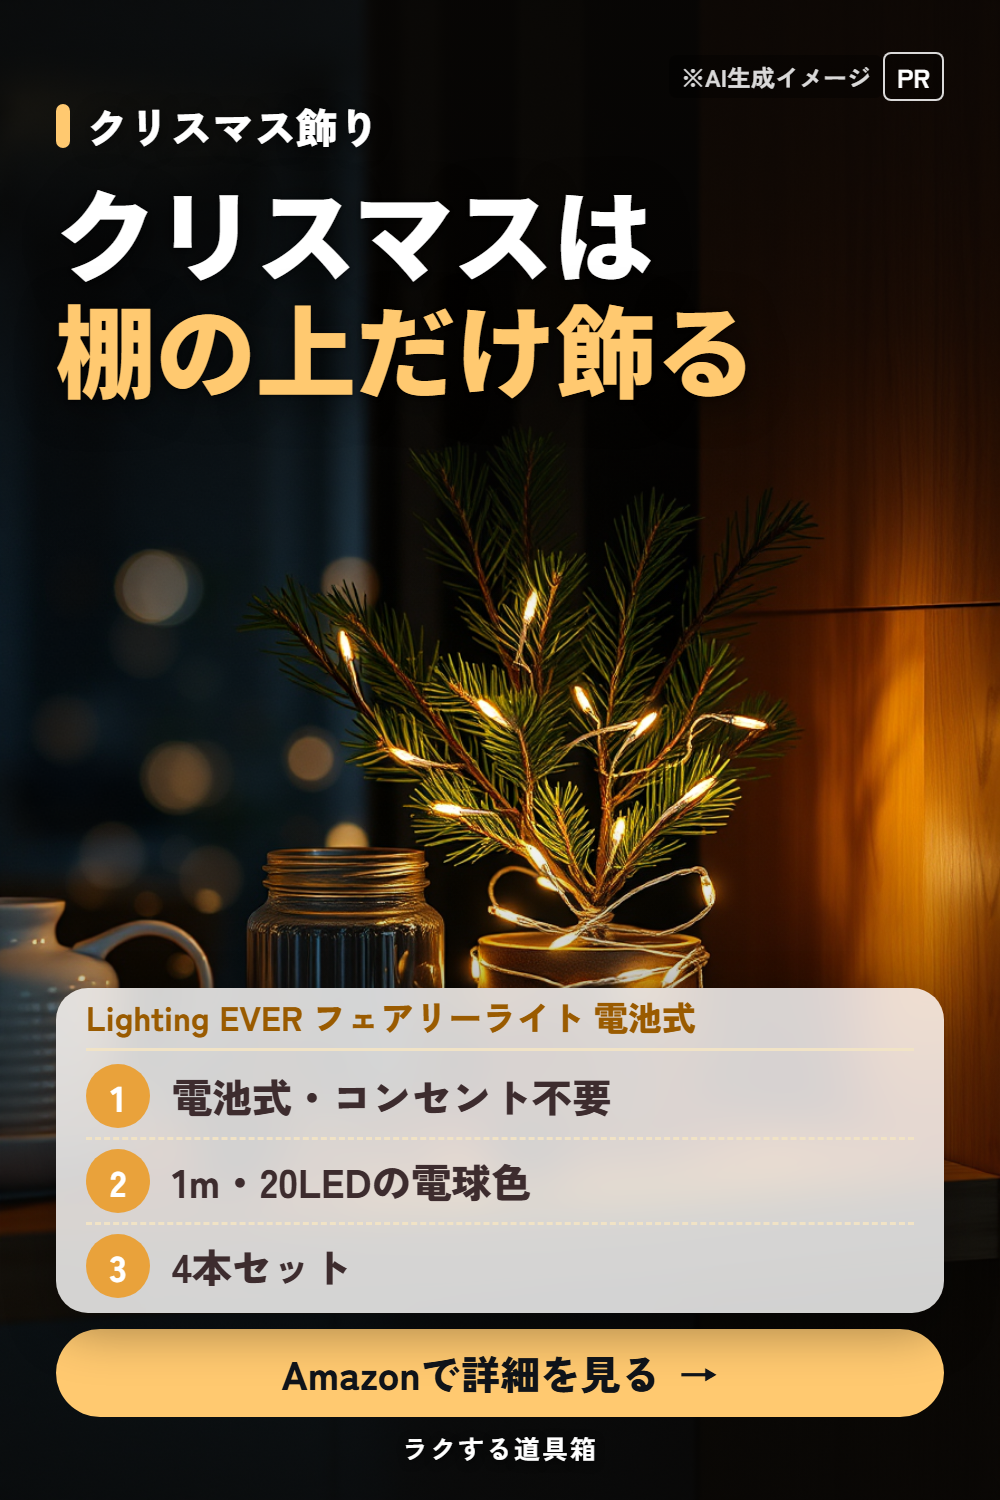 ※AI生成イメージ PR
クリスマス飾り
クリスマスは
棚の上だけ飾る
Lighting EVER フェアリーライト 電池式
1 電池式・コンセント不要
2 1m・20LEDの電球色
3 4本セット
Amazonで詳細を見る →
ラクする道具箱